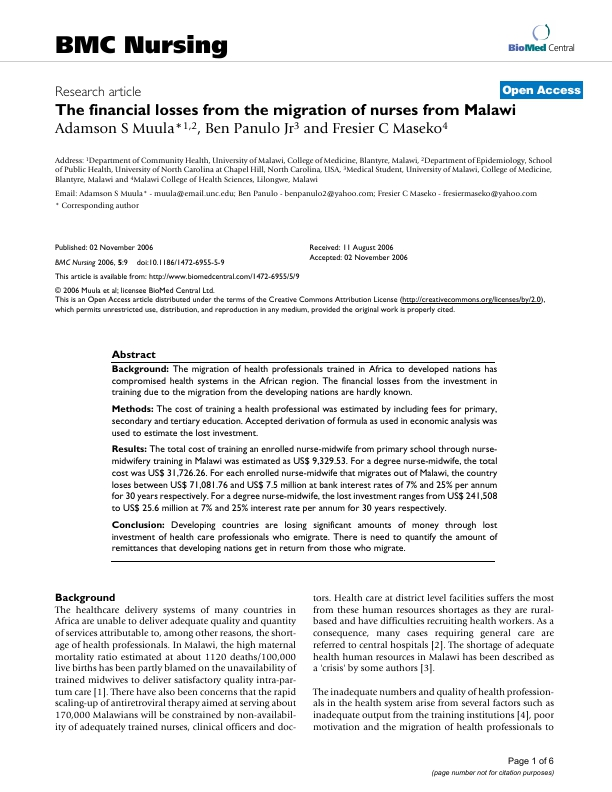 BMC Nursing
BioMed Central
Research article
Open Access
The financial losses from the migration of nurses from Malawi
Adamson S Muula*1,2, Ben Panulo Jr3 and Fresier C Maseko4
Address: 1Department of Community Health, University of Malawi, College of Medicine, Blantyre, Malawi, 2Department of Epidemiology, School
of Public Health, University of North Carolina at Chapel Hill, North Carolina, USA, 3Medical Student, University of Malawi, College of Medicine,
Blantyre, Malawi and 4Malawi College of Health Sciences, Lilongwe, Malawi
Email: Adamson S Muula* - muula@email.unc.edu; Ben Panulo - benpanulo2@yahoo.com; Fresier C Maseko - fresiermaseko@yahoo.com
* Corresponding author
Published: 02 November 2006
BMC Nursing 2006, 5:9 doi:10.1186/1472-6955-5-9
Received: 11 August 2006
Accepted: 02 November 2006
This article is available from: http://www.biomedcentral.com/1472-6955/5/9
© 2006 Muula et al; licensee BioMed Central Ltd.
This is an Open Access article distributed under the terms of the Creative Commons Attribution License (http://creativecommons.org/licenses/by/2.0),
which permits unrestricted use, distribution, and reproduction in any medium, provided the original work is properly cited.
Abstract
Background: The migration of health professionals trained in Africa to developed nations has
compromised health systems in the African region. The financial losses from the investment in
training due to the migration from the developing nations are hardly known.
Methods: The cost of training a health professional was estimated by including fees for primary,
secondary and tertiary education. Accepted derivation of formula as used in economic analysis was
used to estimate the lost investment.
Results: The total cost of training an enrolled nurse-midwife from primary school through nurse-
midwifery training in Malawi was estimated as US$ 9,329.53. For a degree nurse-midwife, the total
cost was US$ 31,726.26. For each enrolled nurse-midwife that migrates out of Malawi, the country
loses between US$ 71,081.76 and US$ 7.5 million at bank interest rates of 7% and 25% per annum
for 30 years respectively. For a degree nurse-midwife, the lost investment ranges from US$ 241,508
to US$ 25.6 million at 7% and 25% interest rate per annum for 30 years respectively.
Conclusion: Developing countries are losing significant amounts of money through lost
investment of health care professionals who emigrate. There is need to quantify the amount of
remittances that developing nations get in return from those who migrate.
Background
The healthcare delivery systems of many countries in
Africa are unable to deliver adequate quality and quantity
of services attributable to, among other reasons, the short-
age of health professionals. In Malawi, the high maternal
mortality ratio estimated at about 1120 deaths/100,000
live births has been partly blamed on the unavailability of
trained midwives to deliver satisfactory quality intra-par-
tum care [1]. There have also been concerns that the rapid
scaling-up of antiretroviral therapy aimed at serving about
170,000 Malawians will be constrained by non-availabil-
ity of adequately trained nurses, clinical officers and doc-
tors. Health care at district level facilities suffers the most
from these human resources shortages as they are rural-
based and have difficulties recruiting health workers. As a
consequence, many cases requiring general care are
referred to central hospitals [2]. The shortage of adequate
health human resources in Malawi has been described as
a 'crisis' by some authors [3].
The inadequate numbers and quality of health profession-
als in the health system arise from several factors such as
inadequate output from the training institutions [4], poor
motivation and the migration of health professionals to
Page 1 of 6
(page number not for citation purposes)